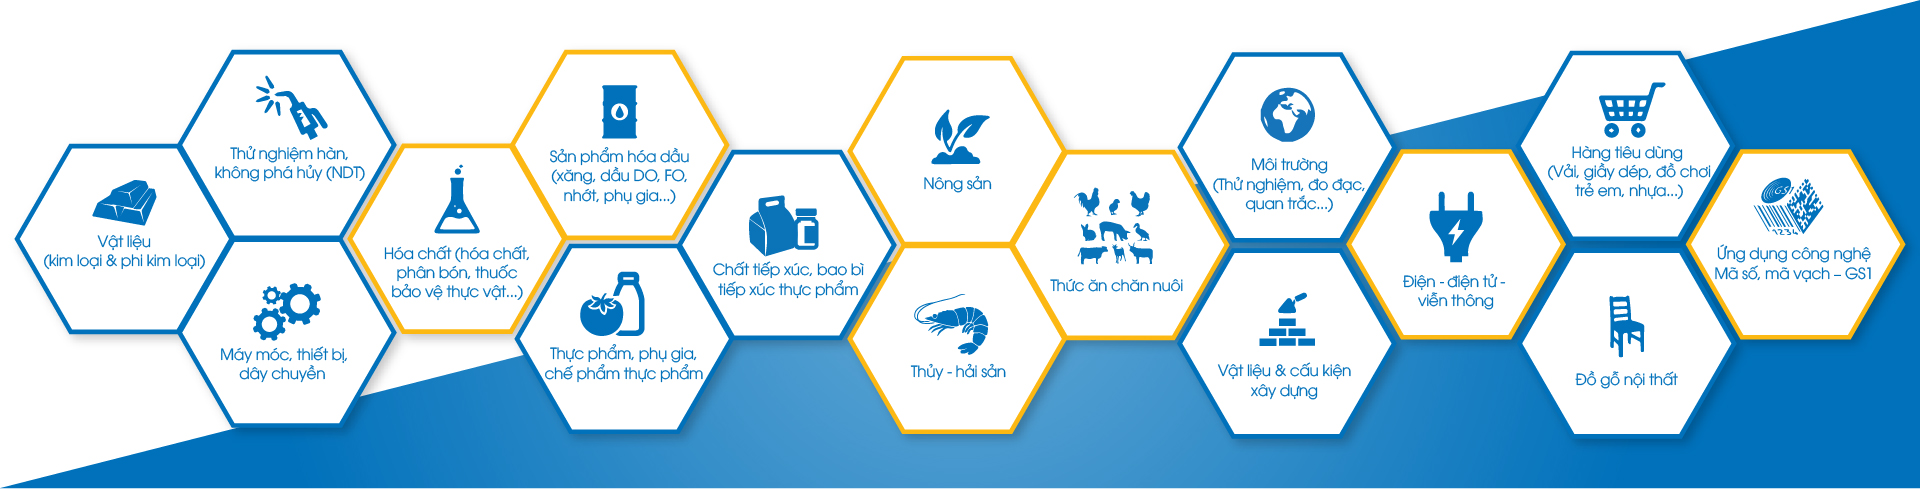 Vật liệu
(kim loại & phi kim loại)
Thử nghiệm hàn,
không phá hủy (NDT)
Máy móc, thiết bị,
dây chuyền
Hóa chất (hóa chất,
phân bón, thuốc
bảo vệ thực vật...)
Sản phẩm hóa dầu
(xăng, dầu DO, FO,
nhớt, phụ gia...)
Thực phẩm, phụ gia,
chế phẩm thực phẩm
Chất tiếp xúc, bao bì
tiếp xúc thực phẩm
Nông sản
Thủy - hải sản
Thức ăn chăn nuôi
Môi trường
(Thử nghiệm, đo đạc,
quan trắc...)
Vật liệu & cấu kiện
xây dựng
Điện - điện tử -
viễn thông
Hàng tiêu dùng
(Vải, giầy dép, đồ chơi
trẻ em, nhựa...)
Đồ gỗ nội thất
GS1
1234
Ứng dụng công nghệ
Mã số, mã vạch – GS1